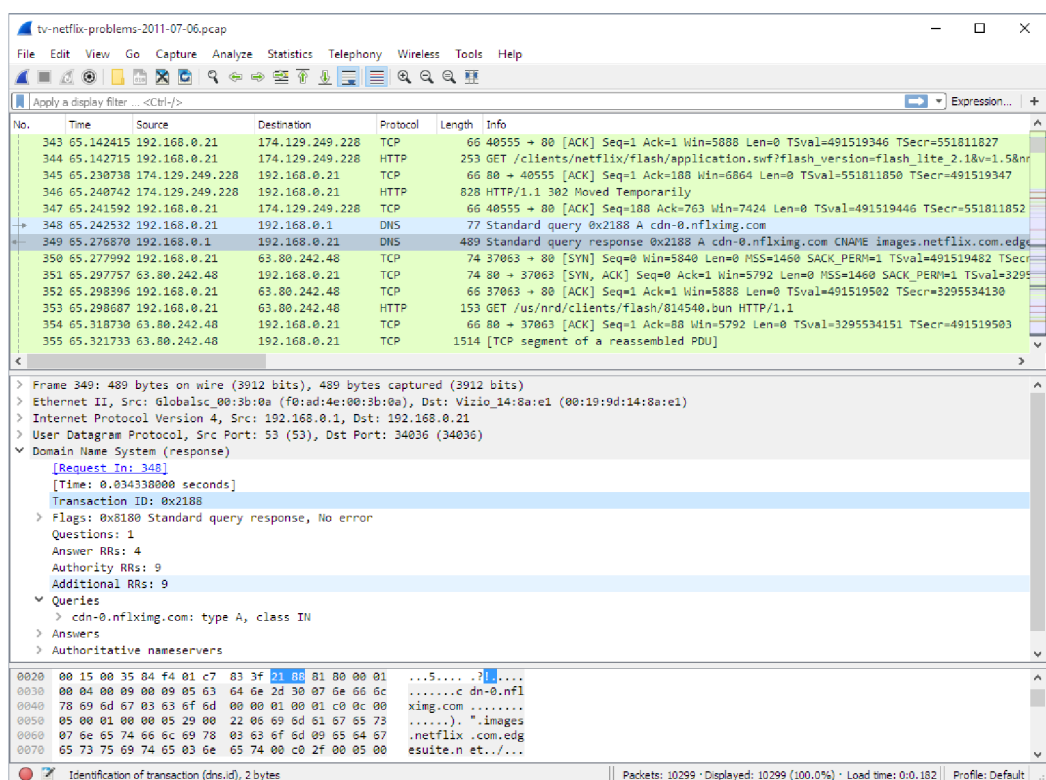 tv-netflix-problems-2011-07-06.pcap
File Edit View Go Capture Analyze Statistics Telephony Wireless Tools Help
Apply a display filter ... <Ctrl-/> Expression... +
No. Time Source Destination Protocol Length Info
343 65.142415 192.168.0.21 174.129.249.228 TCP 66 40555 → 80 [ACK] Seq=1 Ack=1 Win=5888 Len=0 TSval=491519346 TSecr=551811827
344 65.142715 192.168.0.21 174.129.249.228 HTTP 253 GET /clients/netflix/flash/application.swf?flash_version=flash_lite_2.1&v=1.5&nr
345 65.230738 174.129.249.228 192.168.0.21 TCP 66 80 → 40555 [ACK] Seq=1 Ack=188 Win=6864 Len=0 TSval=551811850 TSecr=491519347
346 65.240742 174.129.249.228 192.168.0.21 HTTP 828 HTTP/1.1 302 Moved Temporarily
347 65.241592 192.168.0.21 174.129.249.228 TCP 66 40555 → 80 [ACK] Seq=188 Ack=763 Win=7424 Len=0 TSval=491519446 TSecr=551811852
348 65.242532 192.168.0.21 192.168.0.1 DNS 77 Standard query 0x2188 A cdn-0.nflximg.com
349 65.276870 192.168.0.1 192.168.0.21 DNS 489 Standard query response 0x2188 A cdn-0.nflximg.com CNAME images.netflix.com.edge
350 65.277992 192.168.0.21 63.80.242.48 TCP 74 37063 → 80 [SYN] Seq=0 Win=5840 Len=0 MSS=1460 SACK_PERM=1 TSval=491519482 TSecr
351 65.297757 63.80.242.48 192.168.0.21 TCP 74 80 → 37063 [SYN, ACK] Seq=0 Ack=1 Win=5792 Len=0 MSS=1460 SACK_PERM=1 TSval=3295
352 65.298396 192.168.0.21 63.80.242.48 TCP 66 37063 → 80 [ACK] Seq=1 Ack=1 Win=5888 Len=0 TSval=491519502 TSecr=3295534130
353 65.298687 192.168.0.21 63.80.242.48 HTTP 153 GET /us/nrd/clients/flash/814540.bun HTTP/1.1
354 65.318730 63.80.242.48 192.168.0.21 TCP 66 80 → 37063 [ACK] Seq=1 Ack=88 Win=5792 Len=0 TSval=3295534151 TSecr=491519503
355 65.321733 63.80.242.48 192.168.0.21 TCP 1514 [TCP segment of a reassembled PDU]
> Frame 349: 489 bytes on wire (3912 bits), 489 bytes captured (3912 bits)
> Ethernet II, Src: Globalsc_00:3b:0a (f0:ad:4e:00:3b:0a), Dst: Vizio_14:8a:e1 (00:19:9d:14:8a:e1)
> Internet Protocol Version 4, Src: 192.168.0.1, Dst: 192.168.0.21
> User Datagram Protocol, Src Port: 53 (53), Dst Port: 34036 (34036)
Domain Name System (response)
[Request In: 348]
[Time: 0.034338000 seconds]
Transaction ID: 0x2188
> Flags: 0x8180 Standard query response, No error
Questions: 1
Answer RRs: 4
Authority RRs: 9
Additional RRs: 9
Queries
> cdn-0.nflximg.com: type A, class IN
> Answers
> Authoritative nameservers
0020 00 15 00 35 84 f4 01 c7 83 3f 21 88 81 80 00 01 ...5.... .?!.....
0030 00 04 00 09 00 09 05 63 64 6e 2d 30 07 6e 66 6c .......c dn-0.nfl
0040 78 69 6d 67 03 63 6f 6d 00 00 01 00 01 c0 0c 00 ximg.com ........
0050 05 00 01 00 00 05 29 00 22 06 69 6d 61 67 65 73 ......). ".images
0060 07 6e 65 74 66 6c 69 78 03 63 6f 6d 09 65 64 67 .netflix .com.edg
0070 65 73 75 69 74 65 03 6e 65 74 00 c0 2f 00 05 00 esuite.n et../...
Identification of transaction (dns.id), 2 bytes Packets: 10299 · Displayed: 10299 (100.0%) · Load time: 0:0.182 Profile: Default